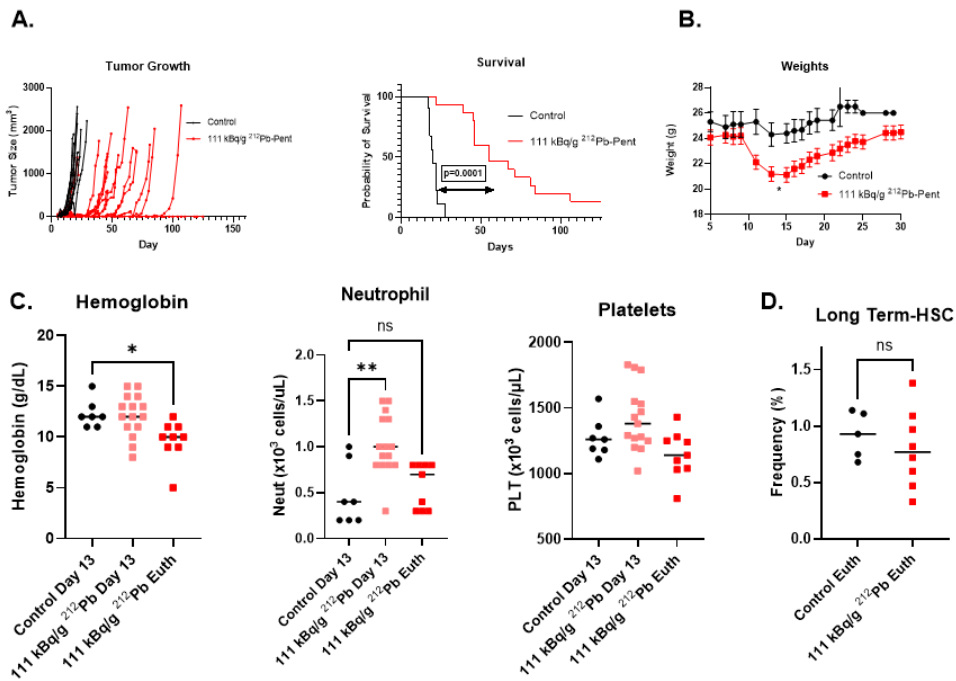 A.
Tumor Growth
Tumor Size (mm³)
3000
2000
1000
0
0
50
100
150
Day
Control
111 kBq/g ²¹²Pb-Pent
Survival
Probability of Survival
100
50
0
0
50
100
Days
Control
111 kBq/g ²¹²Pb-Pent
p=0.0001
B.
Weights
Weight (g)
28
26
24
22
20
18
5
10
15
20
25
30
Day
Control
111 kBq/g ²¹²Pb-Pent
*
C.
Hemoglobin
Hemoglobin (g/dL)
20
15
10
5
0
*
Control Day 13
111 kBq/g ²¹²Pb Day 13
111 kBq/g ²¹²Pb Euth
Neutrophil
Neut (x10³ cells/uL)
2.0
1.5
1.0
0.5
0.0
ns
**
Control Day 13
111 kBq/g ²¹²Pb Day 13
111 kBq/g ²¹²Pb Euth
Platelets
PLT (x10³ cells/µL)
2000
1500
1000
500
Control Day 13
111 kBq/g ²¹²Pb Day 13
111 kBq/g ²¹²Pb Euth
D.
Long Term-HSC
Frequency (%)
1.5
1.0
0.5
0.0
ns
Control Euth
111 kBq/g ²¹²Pb Euth